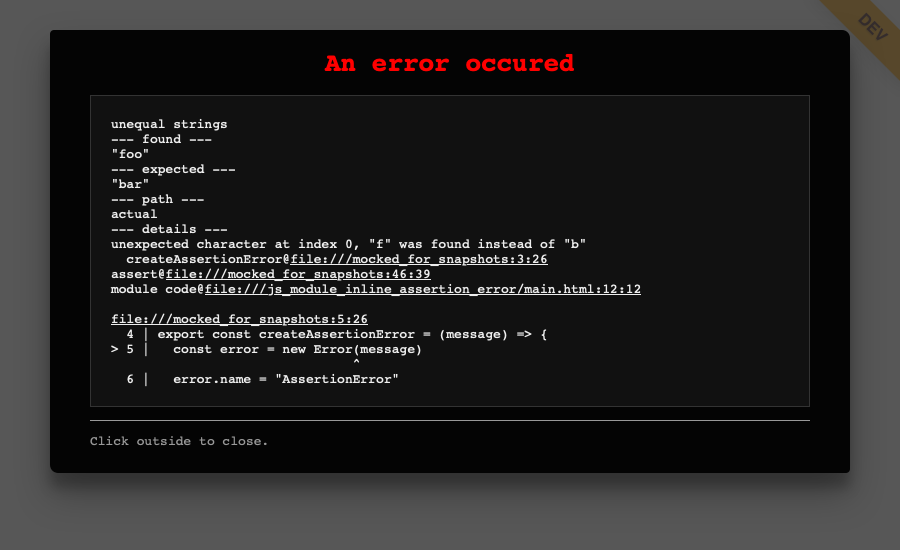 DEV
An error occured
unequal strings
--- found ---
"foo"
--- expected ---
"bar"
--- path ---
actual
--- details ---
unexpected character at index 0, "f" was found instead of "b"
  createAssertionError@file:///mocked_for_snapshots:3:26
assert@file:///mocked_for_snapshots:46:39
module code@file:///js_module_inline_assertion_error/main.html:12:12
file:///mocked_for_snapshots:5:26
  4 | export const createAssertionError = (message) => {
> 5 |   const error = new Error(message)
                               ^
  6 |   error.name = "AssertionError"
Click outside to close.